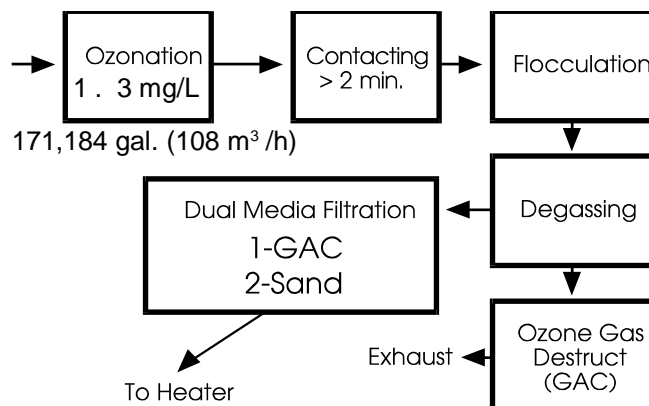 Ozonation
1 . 3 mg/L
Contacting
> 2 min.
Flocculation
171,184 gal. (108 m³ /h)
Dual Media Filtration
1-GAC
2-Sand
Degassing
Ozone Gas
Destruct
(GAC)
Exhaust
To Heater